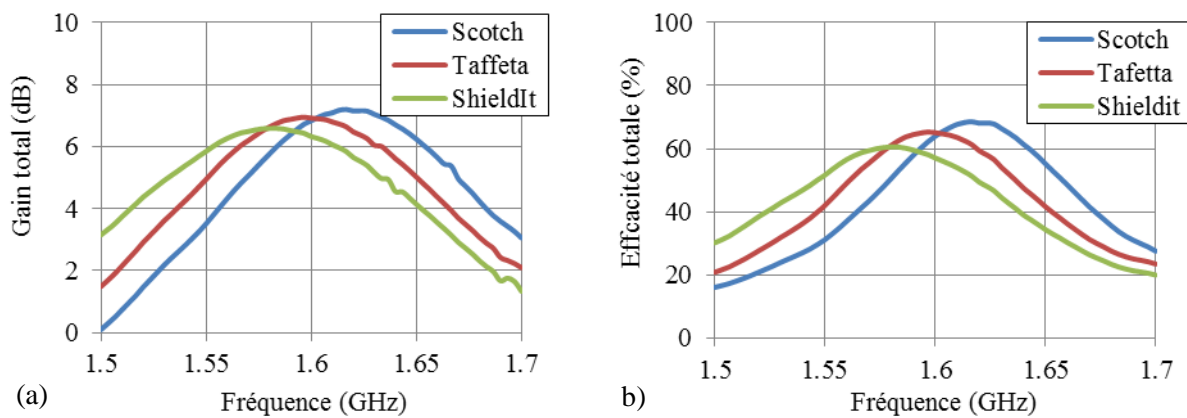 Gain total (dB)
10
8
6
4
2
0
Scotch
Taffeta
ShieldIt
1.5
1.55
1.6
1.65
1.7
Fréquence (GHz)
(a)
Effcacité totale (%)
100
80
60
40
20
0
Scotch
Tafetta
Shieldit
1.5
1.55
1.6
1.65
1.7
Fréquence (GHz)
b)